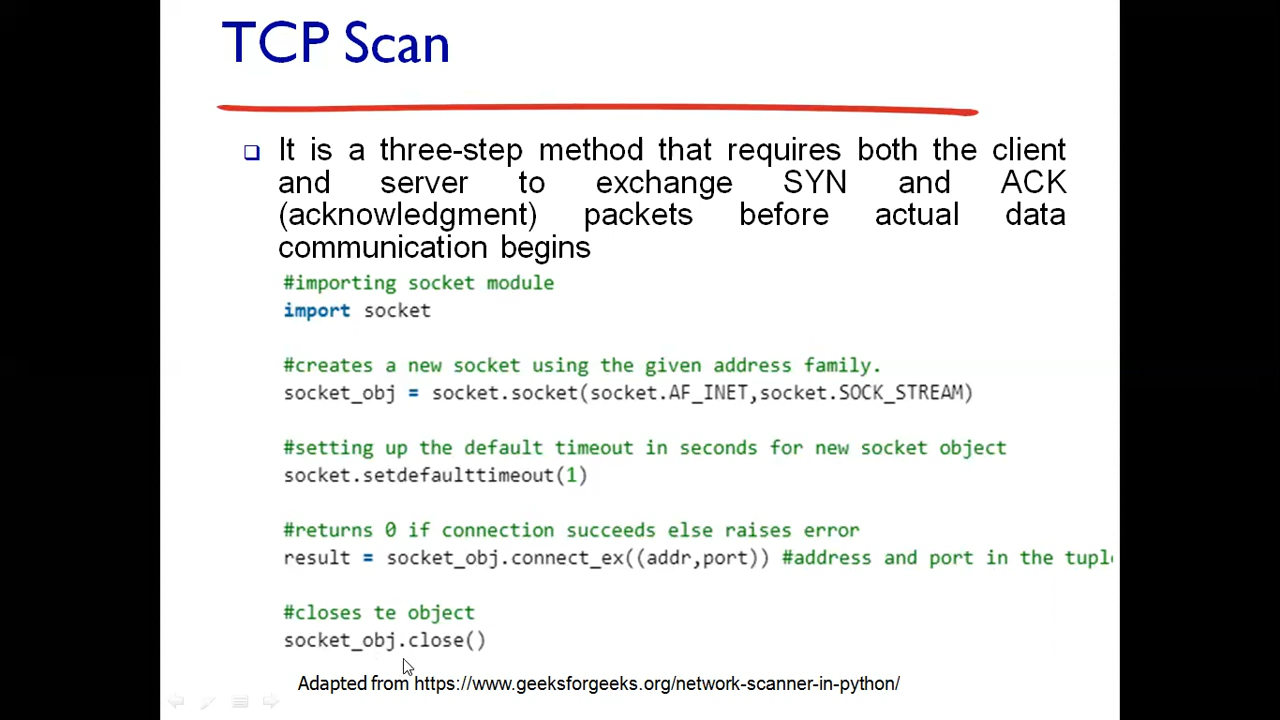 TCP Scan
It is a three-step method that requires both the client
and server to exchange SYN and ACK
(acknowledgment) packets before actual data
communication begins
#importing socket module
import socket
#creates a new socket using the given address family.
socket_obj = socket.socket(socket.AF_INET,socket.SOCK_STREAM)
#setting up the default timeout in seconds for new socket object
socket.setdefaulttimeout(1)
#returns 0 if connection succeeds else raises error
result = socket_obj.connect_ex((addr,port)) #address and port in the tuple
#closes te object
socket_obj.close()
Adapted from https://www.geeksforgeeks.org/network-scanner-in-python/